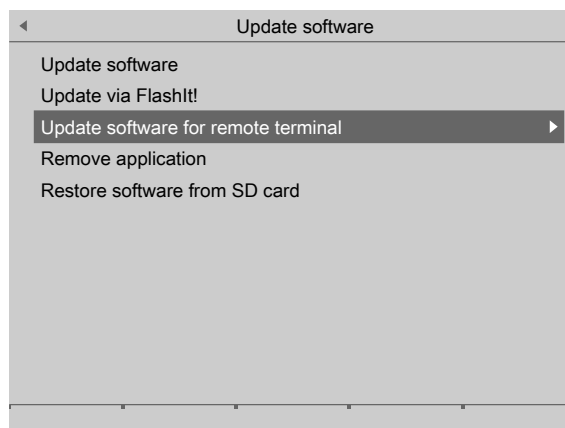 Update software
Update software
Update via FlashIt!
Update software for remote terminal
Remove application
Restore software from SD card